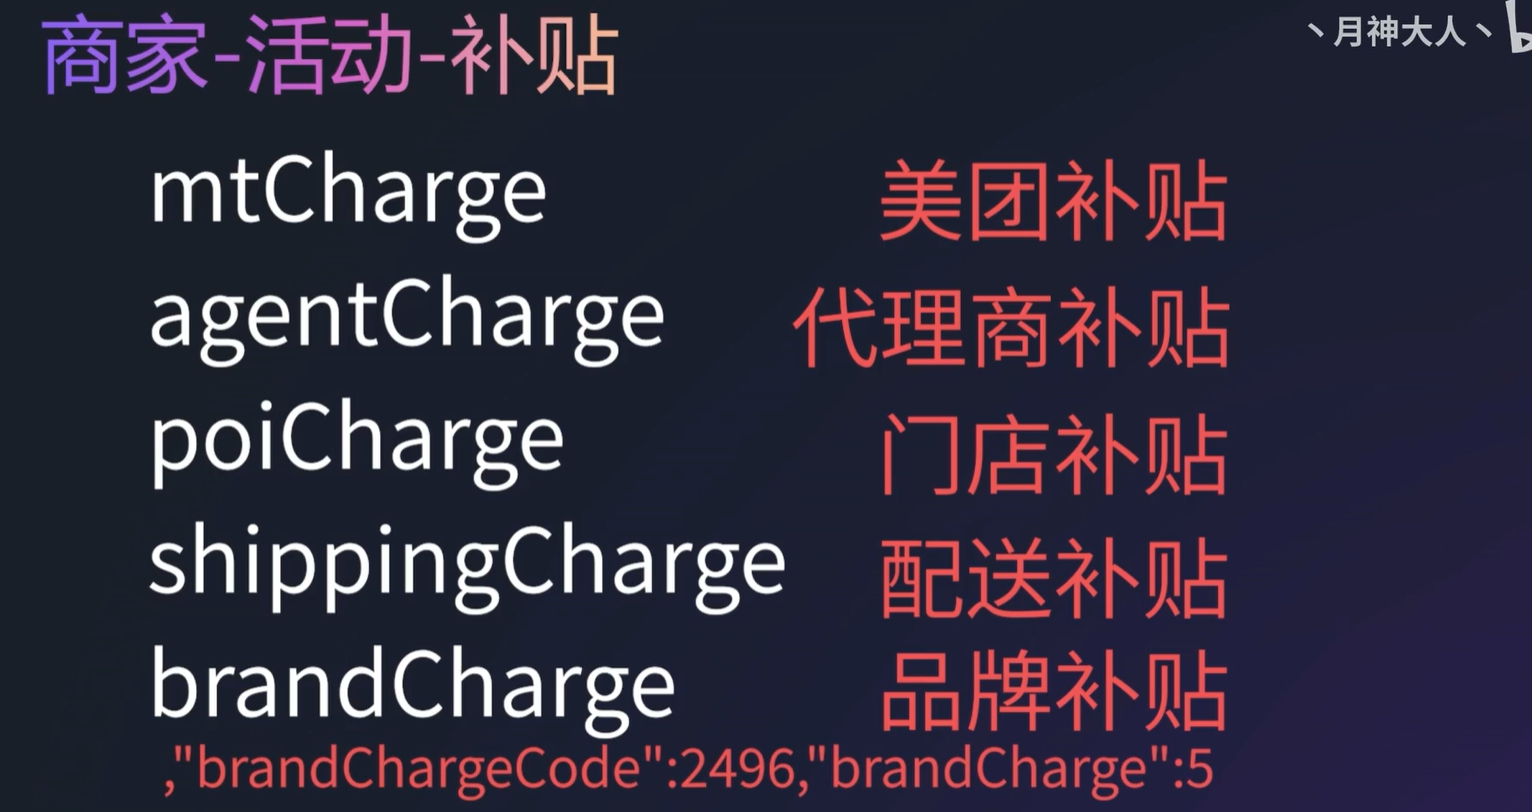 商家-活动-补贴
丶月神大人丶
mtCharge 美团补贴
agentCharge 代理商补贴
poiCharge 门店补贴
shippingCharge 配送补贴
brandCharge 品牌补贴
,"brandChargeCode":2496,"brandCharge":5